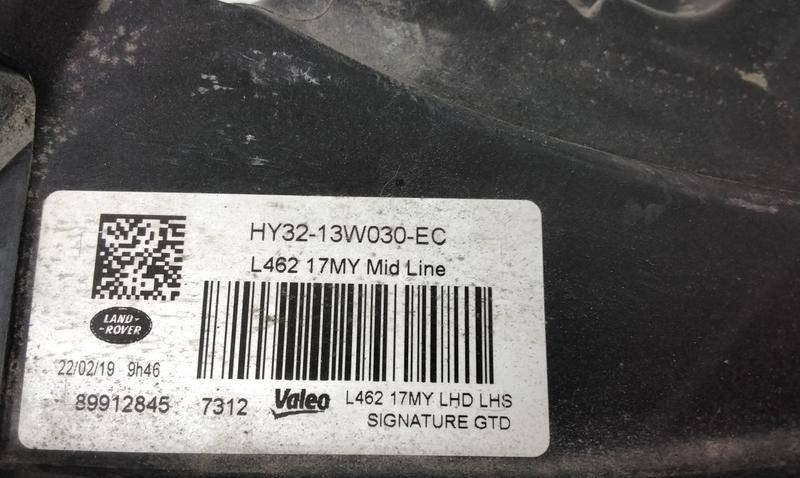 HY32-13W030-EC
L462 17MY Mid Line
LAND-
-ROVER
22/02/19 9h46
89912845 7312 Valeo L462 17MY LHD LHS
SIGNATURE GTD